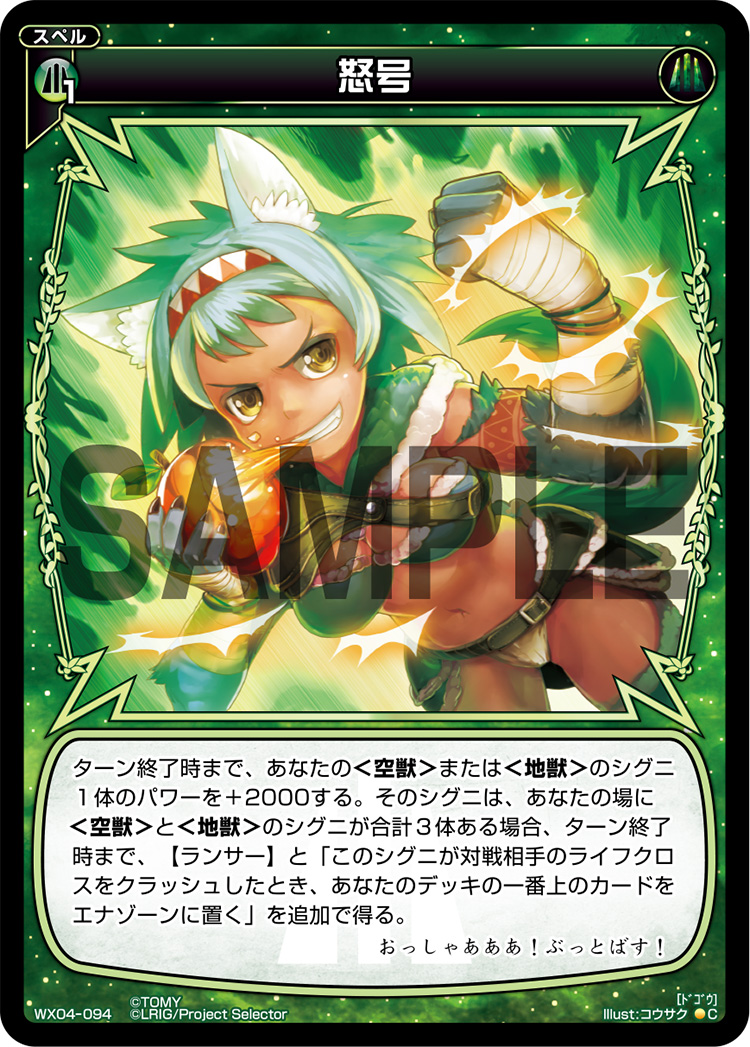 スペル
怒号
1
SAMPLE
ターン終了時まで、あなたの<空獣>または<地獣>のシグニ
1体のパワーを+2000する。そのシグニは、あなたの場に
<空獣>と<地獣>のシグニが合計3体ある場合、ターン終了
時まで、【ランサー】と「このシグニが対戦相手のライフクロ
スをクラッシュしたとき、あなたのデッキの一番上のカードを
エナゾーンに置く」を追加で得る。
おっしゃあああ!ぶっとばす!
[ドゴウ]
©TOMY
WX04-094 ©LRIG/Project Selector Illust:コウサク C